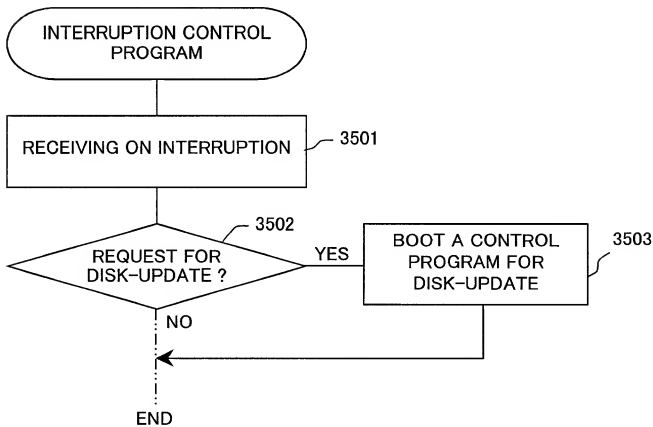 INTERRUPTION CONTROL
PROGRAM
RECEIVING ON INTERRUPTION
3501
REQUEST FOR
DISK-UPDATE ?
3502
YES
BOOT A CONTROL
PROGRAM FOR
DISK-UPDATE
3503
NO
END